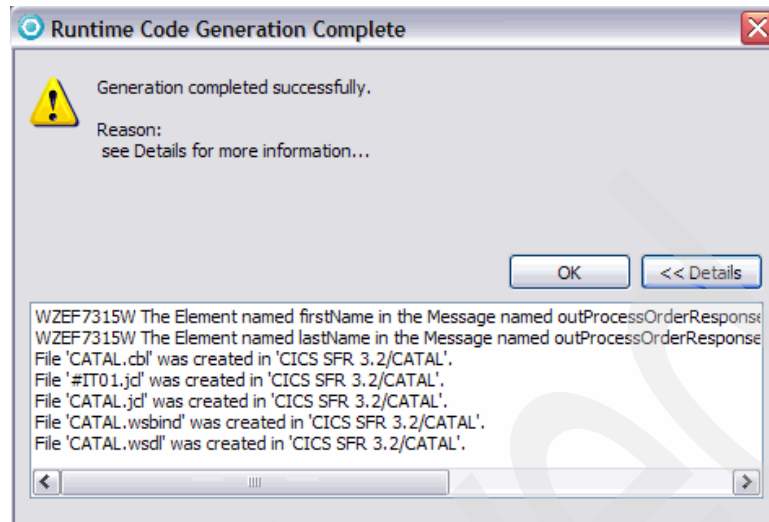 Runtime Code Generation Complete
Generation completed successfully.
Reason:
see Details for more information...
OK
<< Details
WZEF7315W The Element named firstName in the Message named outProcessOrderResponse
WZEF7315W The Element named lastName in the Message named outProcessOrderResponse
File 'CATAL.cbl' was created in 'CICS SFR 3.2/CATAL'.
File '#IT01.jcl' was created in 'CICS SFR 3.2/CATAL'.
File 'CATAL.jcl' was created in 'CICS SFR 3.2/CATAL'.
File 'CATAL.wsbind' was created in 'CICS SFR 3.2/CATAL'.
File 'CATAL.wsdl' was created in 'CICS SFR 3.2/CATAL'.